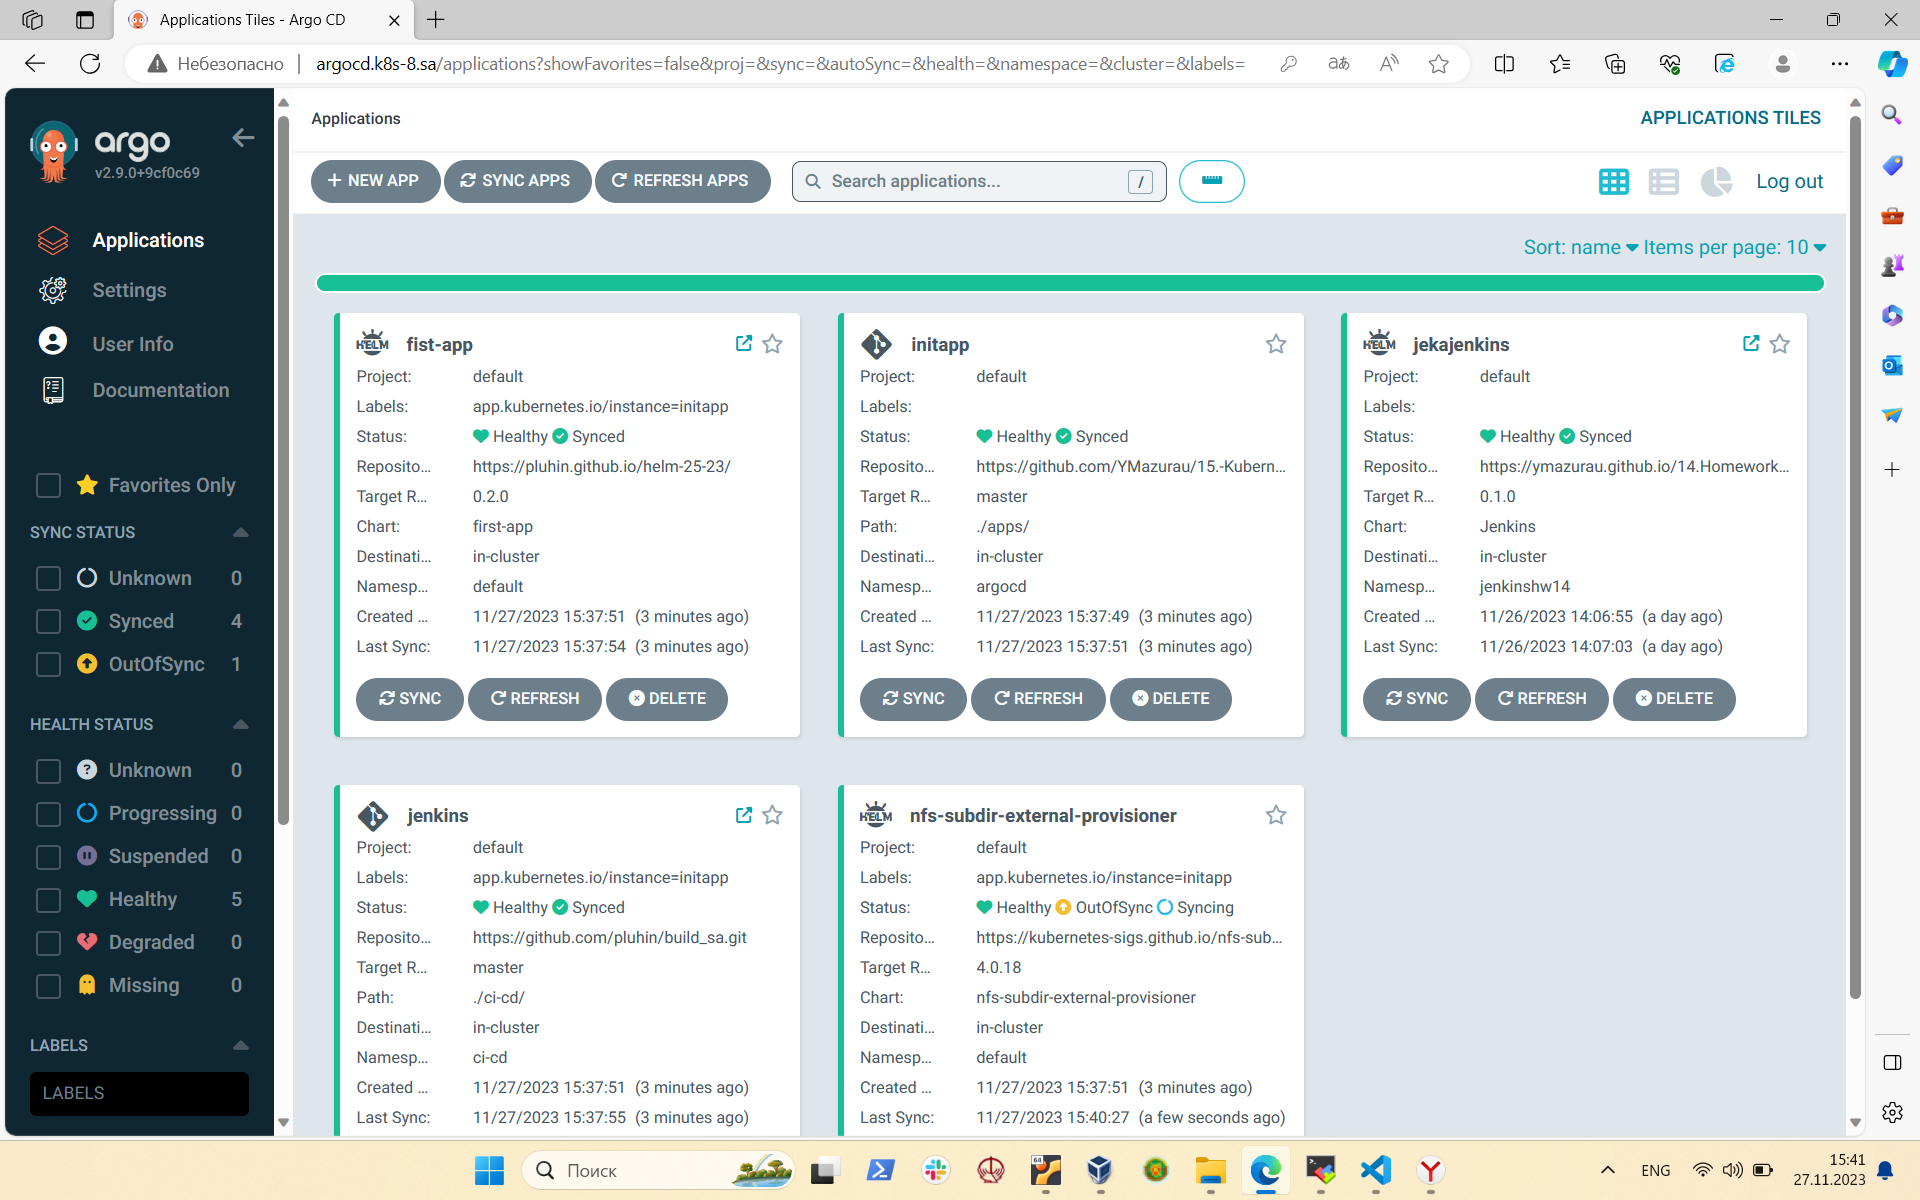 Applications Tiles - Argo CD
Небезопасно
argocd.k8s-8.sa/applications?showFavorites=false&proj=&sync=&autoSync=&health=&namespace=&cluster=&labels=
argo
v2.9.0+9cf0c69
Applications
Settings
User Info
Documentation
Favorites Only
SYNC STATUS
Unknown 0
Synced 4
OutOfSync 1
HEALTH STATUS
Unknown 0
Progressing 0
Suspended 0
Healthy 5
Degraded 0
Missing 0
LABELS
LABELS
Applications
APPLICATIONS TILES
NEW APP SYNC APPS REFRESH APPS Search applications... / Log out
Sort: name Items per page: 10
HELM fist-app
Project: default
Labels: app.kubernetes.io/instance=initapp
Status: Healthy Synced
Reposito... https://pluhin.github.io/helm-25-23/
Target R... 0.2.0
Chart: first-app
Destinati... in-cluster
Namesp... default
Created ... 11/27/2023 15:37:51 (3 minutes ago)
Last Sync: 11/27/2023 15:37:54 (3 minutes ago)
SYNC REFRESH DELETE
initapp
Project: default
Labels:
Status: Healthy Synced
Reposito... https://github.com/YMazurau/15.-Kubern...
Target R... master
Path: ./apps/
Destinati... in-cluster
Namesp... argocd
Created ... 11/27/2023 15:37:49 (3 minutes ago)
Last Sync: 11/27/2023 15:37:51 (3 minutes ago)
SYNC REFRESH DELETE
HELM jekajenkins
Project: default
Labels:
Status: Healthy Synced
Reposito... https://ymazurau.github.io/14.Homework...
Target R... 0.1.0
Chart: Jenkins
Destinati... in-cluster
Namesp... jenkinshw14
Created ... 11/26/2023 14:06:55 (a day ago)
Last Sync: 11/26/2023 14:07:03 (a day ago)
SYNC REFRESH DELETE
jenkins
Project: default
Labels: app.kubernetes.io/instance=initapp
Status: Healthy Synced
Reposito... https://github.com/pluhin/build_sa.git
Target R... master
Path: ./ci-cd/
Destinati... in-cluster
Namesp... ci-cd
Created ... 11/27/2023 15:37:51 (3 minutes ago)
Last Sync: 11/27/2023 15:37:55 (3 minutes ago)
HELM nfs-subdir-external-provisioner
Project: default
Labels: app.kubernetes.io/instance=initapp
Status: Healthy OutOfSync Syncing
Reposito... https://kubernetes-sigs.github.io/nfs-sub...
Target R... 4.0.18
Chart: nfs-subdir-external-provisioner
Destinati... in-cluster
Namesp... default
Created ... 11/27/2023 15:37:51 (3 minutes ago)
Last Sync: 11/27/2023 15:40:27 (a few seconds ago)
Поиск
ENG
15:41
27.11.2023